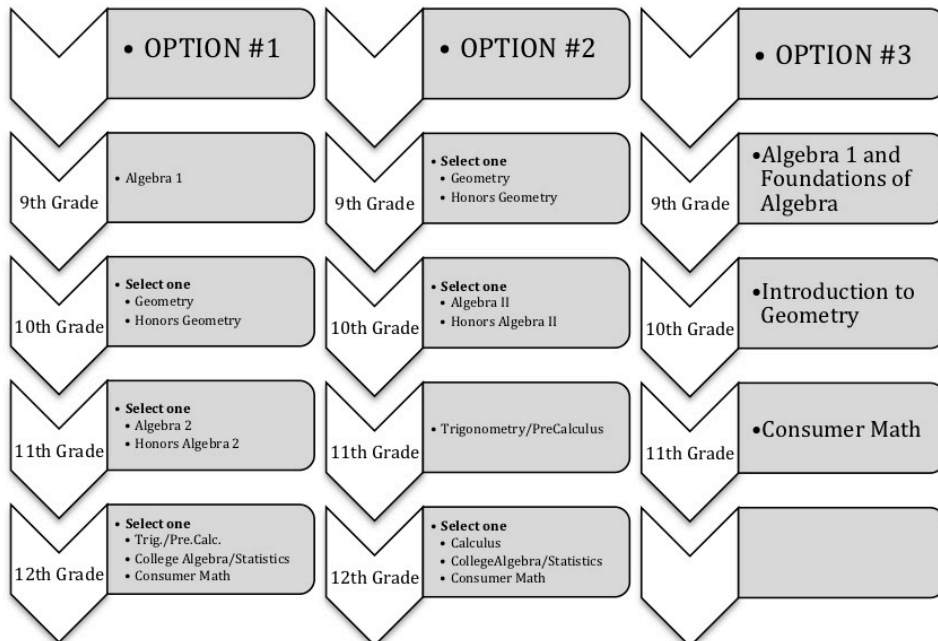 • OPTION #1
9th Grade
• Algebra 1
10th Grade
• Select one
• Geometry
• Honors Geometry
11th Grade
• Select one
• Algebra 2
• Honors Algebra 2
12th Grade
• Select one
• Trig./Pre.Calc.
• College Algebra/Statistics
• Consumer Math
• OPTION #2
9th Grade
• Select one
• Geometry
• Honors Geometry
10th Grade
• Select one
• Algebra II
• Honors Algebra II
11th Grade
• Trigonometry/PreCalculus
12th Grade
• Select one
• Calculus
• CollegeAlgebra/Statistics
• Consumer Math
• OPTION #3
9th Grade
•Algebra 1 and
Foundations of
Algebra
10th Grade
•Introduction to
Geometry
11th Grade
•Consumer Math